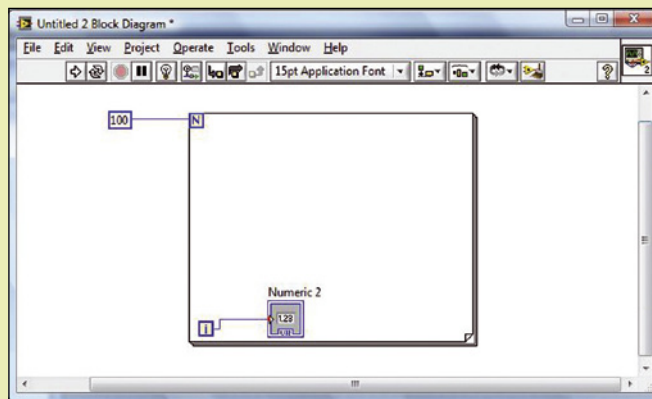 Untitled 2 Block Diagram *
File Edit View Project Operate Tools Window Help
15pt Application Font
?
2
100
N
Numeric 2
i
1.23